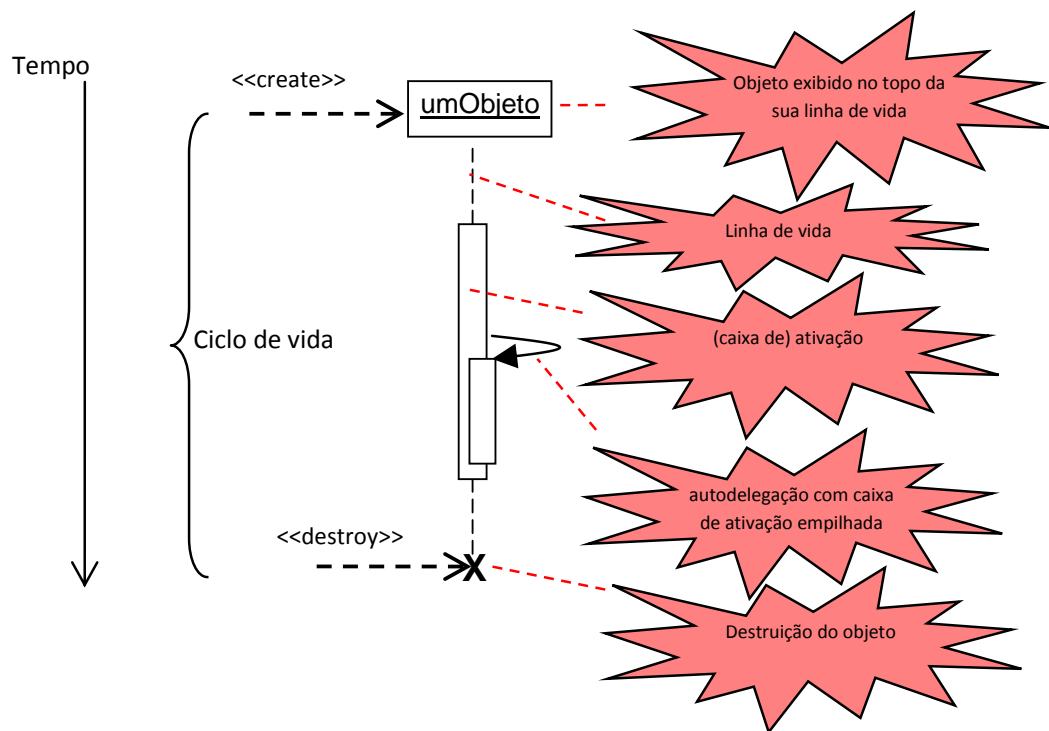 Tempo
<<create>>
umObjeto
Objeto exibido no topo da
sua linha de vida
Linha de vida
Ciclo de vida
(caixa de) ativação
autodelegação com caixa
de ativação empilhada
<<destroy>>
X
Destruição do objeto